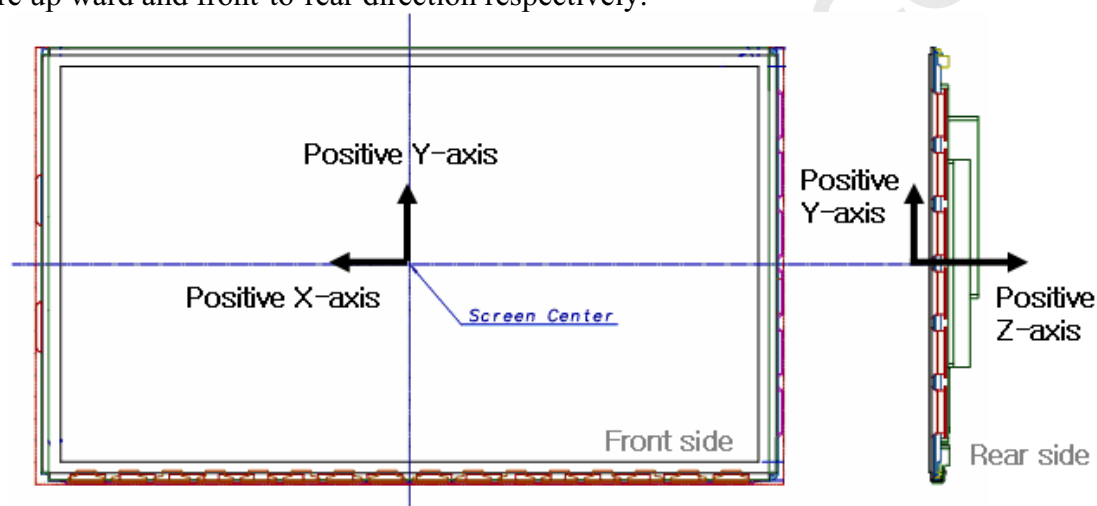 re up ward and front-to-rear direction respectively.
Positive Y-axis
Positive X-axis
Screen Center
Front side
Positive
Y-axis
Positive
Z-axis
Rear side